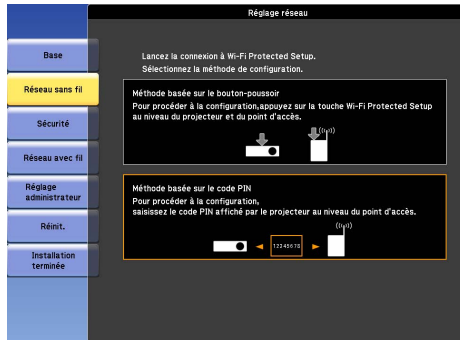 Réglage réseau
Base
Réseau sans fil
Sécurité
Réseau avec fil
Réglage
administrateur
Réinit.
Installation
terminée
Lancez la connexion à Wi-Fi Protected Setup.
Sélectionnez la méthode de configuration.
Méthode basée sur le bouton-poussoir
Pour procéder à la configuration,appuyez sur la touche Wi-Fi Protected Setup
au niveau du projecteur et du point d'accès.
Méthode basée sur le code PIN
Pour procéder à la configuration,
saisissez le code PIN affiché par le projecteur au niveau du point d'accès.
12345678